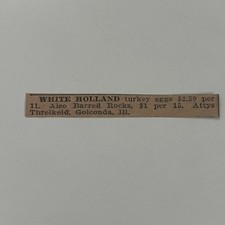 WHITE HOLLAND turkey eggs $2.50 per
11. Also Barred Rocks, $1 per 15. Attys
Threlkeld, Golconda, Ill.